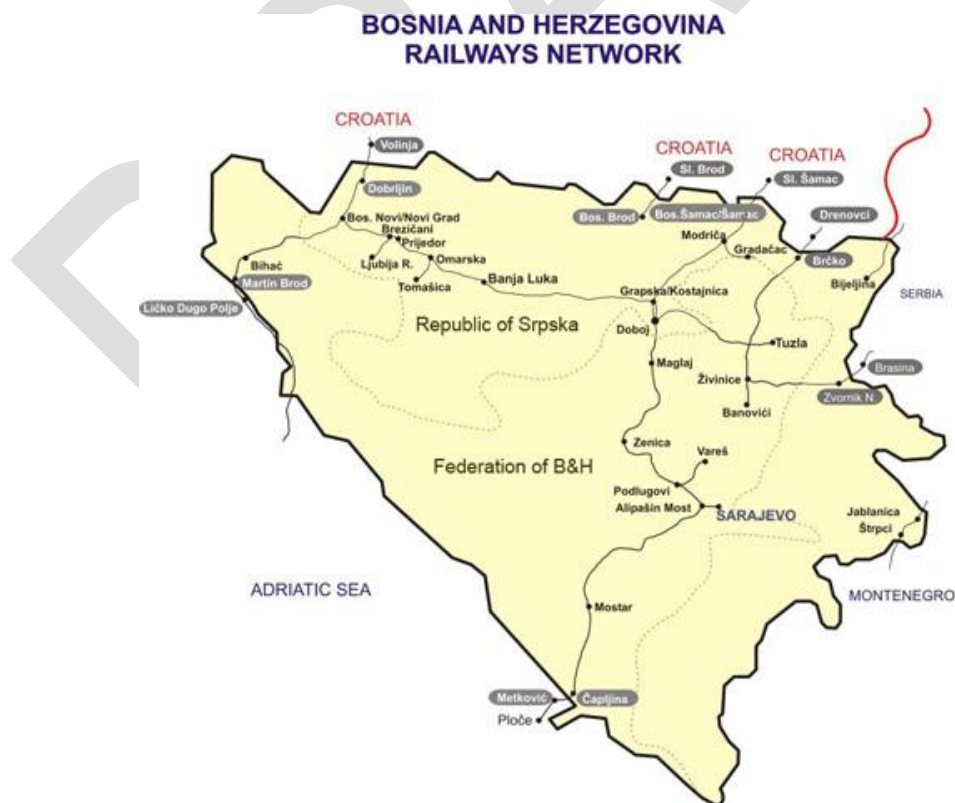 BOSNIA AND HERZEGOVINA
RAILWAYS NETWORK
CROATIA
Volinja
CROATIA
CROATIA
Sl. Brod
Sl. Šamac
Dobrljin
Bos. Novi/Novi Grad
Bos. Brod
Bos.Šamac/Šamac
Drenovci
Brezičani
Prijedor
Modriča
Gradačac
Ljubija R.
Omarska
Bihać
Brčko
Martin Brod
Tomašica
Banja Luka
Bijeljina
SERBIA
Ličko Dugo Polje
Grapska/Kostajnica
Republic of Srpska
Doboj
Tuzla
Maglaj
Brasina
Živinice
Zvornik N.
Banovići
Zenica
Vareš
Federation of B&H
Podlugovi
Alipašin Most
SARAJEVO
Jablanica
Štrpci
ADRIATIC SEA
MONTENEGRO
Mostar
Metković
Čapljina
Ploče